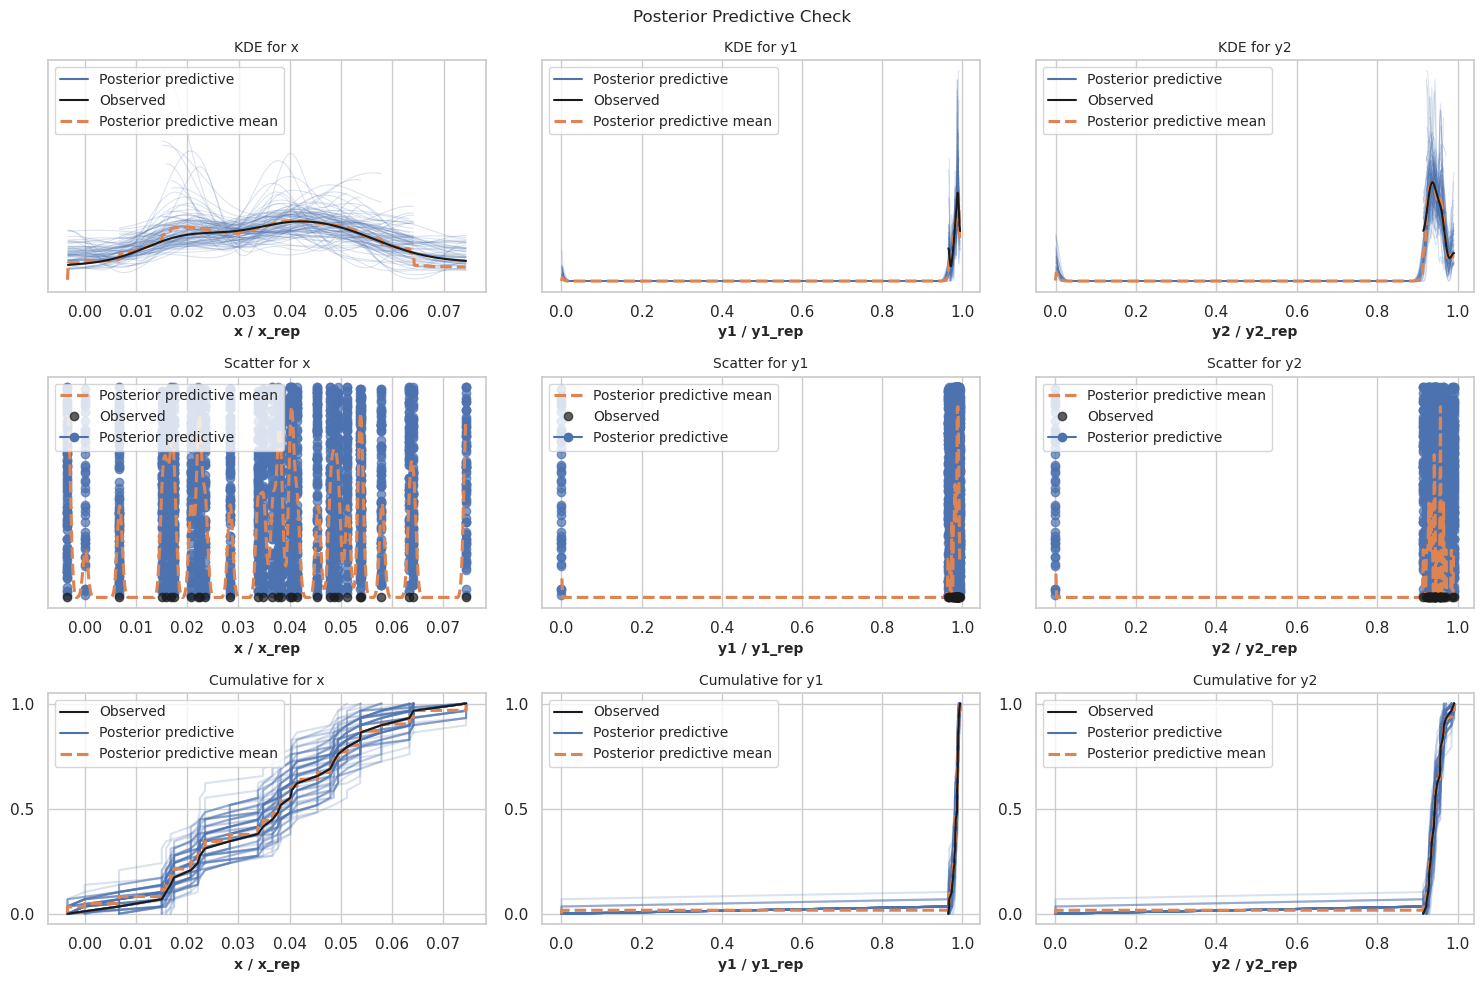 Posterior Predictive Check
KDE for x
Posterior predictive
Observed
Posterior predictive mean
0.00 0.01 0.02 0.03 0.04 0.05 0.06 0.07
x / x_rep
KDE for y1
Posterior predictive
Observed
Posterior predictive mean
0.0 0.2 0.4 0.6 0.8 1.0
y1 / y1_rep
KDE for y2
Posterior predictive
Observed
Posterior predictive mean
0.0 0.2 0.4 0.6 0.8 1.0
y2 / y2_rep
Scatter for x
Posterior predictive mean
Observed
Posterior predictive
0.00 0.01 0.02 0.03 0.04 0.05 0.06 0.07
x / x_rep
Scatter for y1
Posterior predictive mean
Observed
Posterior predictive
0.0 0.2 0.4 0.6 0.8 1.0
y1 / y1_rep
Scatter for y2
Posterior predictive mean
Observed
Posterior predictive
0.0 0.2 0.4 0.6 0.8 1.0
y2 / y2_rep
Cumulative for x
1.0
0.5
0.0
Observed
Posterior predictive
Posterior predictive mean
0.00 0.01 0.02 0.03 0.04 0.05 0.06 0.07
x / x_rep
Cumulative for y1
1.0
0.5
0.0
Observed
Posterior predictive
Posterior predictive mean
0.0 0.2 0.4 0.6 0.8 1.0
y1 / y1_rep
Cumulative for y2
1.0
0.5
0.0
Observed
Posterior predictive
Posterior predictive mean
0.0 0.2 0.4 0.6 0.8 1.0
y2 / y2_rep